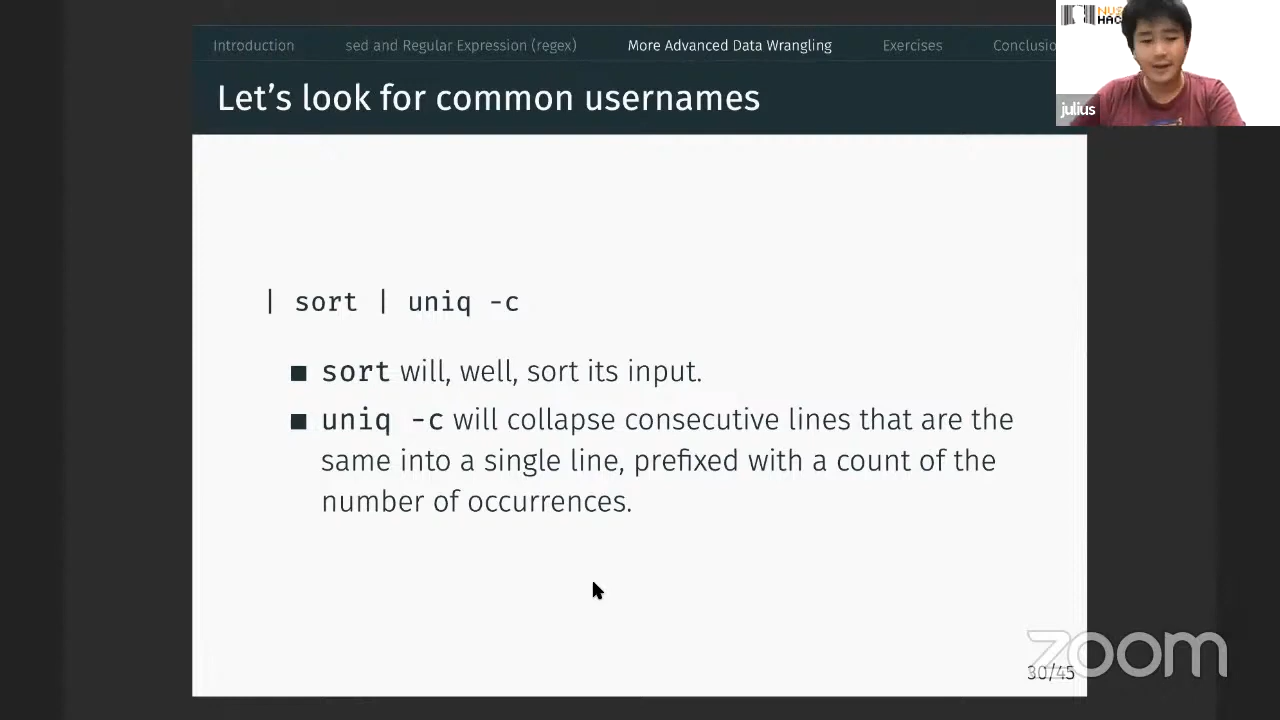 Introduction sed and Regular Expression (regex) More Advanced Data Wrangling Exercises
Let's look for common usernames
| sort | uniq -c
■ sort will, well, sort its input.
■ uniq -c will collapse consecutive lines that are the
same into a single line, prefixed with a count of the
number of occurrences.
30/45
zoom
julius